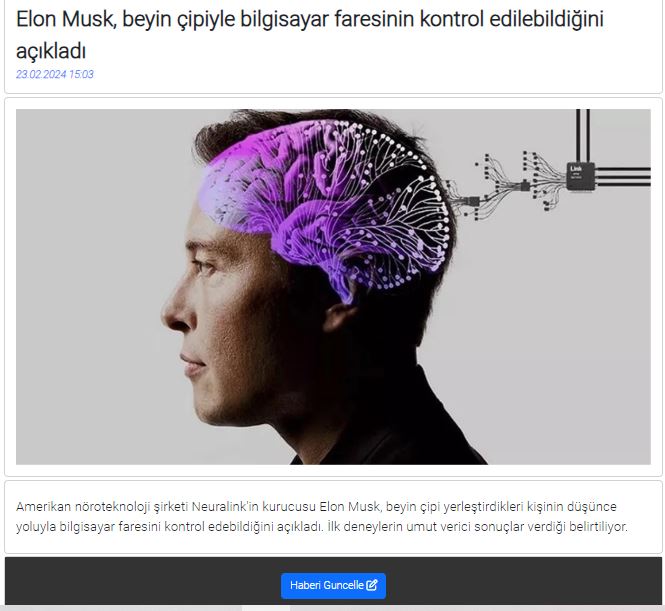 Elon Musk, beyin çipiyle bilgisayar faresinin kontrol edilebildiğini
açıkladı
23.02.2024 15:03
Link
Amerikan nöroteknoloji şirketi Neuralink'in kurucusu Elon Musk, beyin çipi yerleştirdikleri kişinin düşünce
yoluyla bilgisayar faresini kontrol edebildiğini açıkladı. İlk deneylerin umut verici sonuçlar verdiği belirtiliyor.
Haberi Guncelle